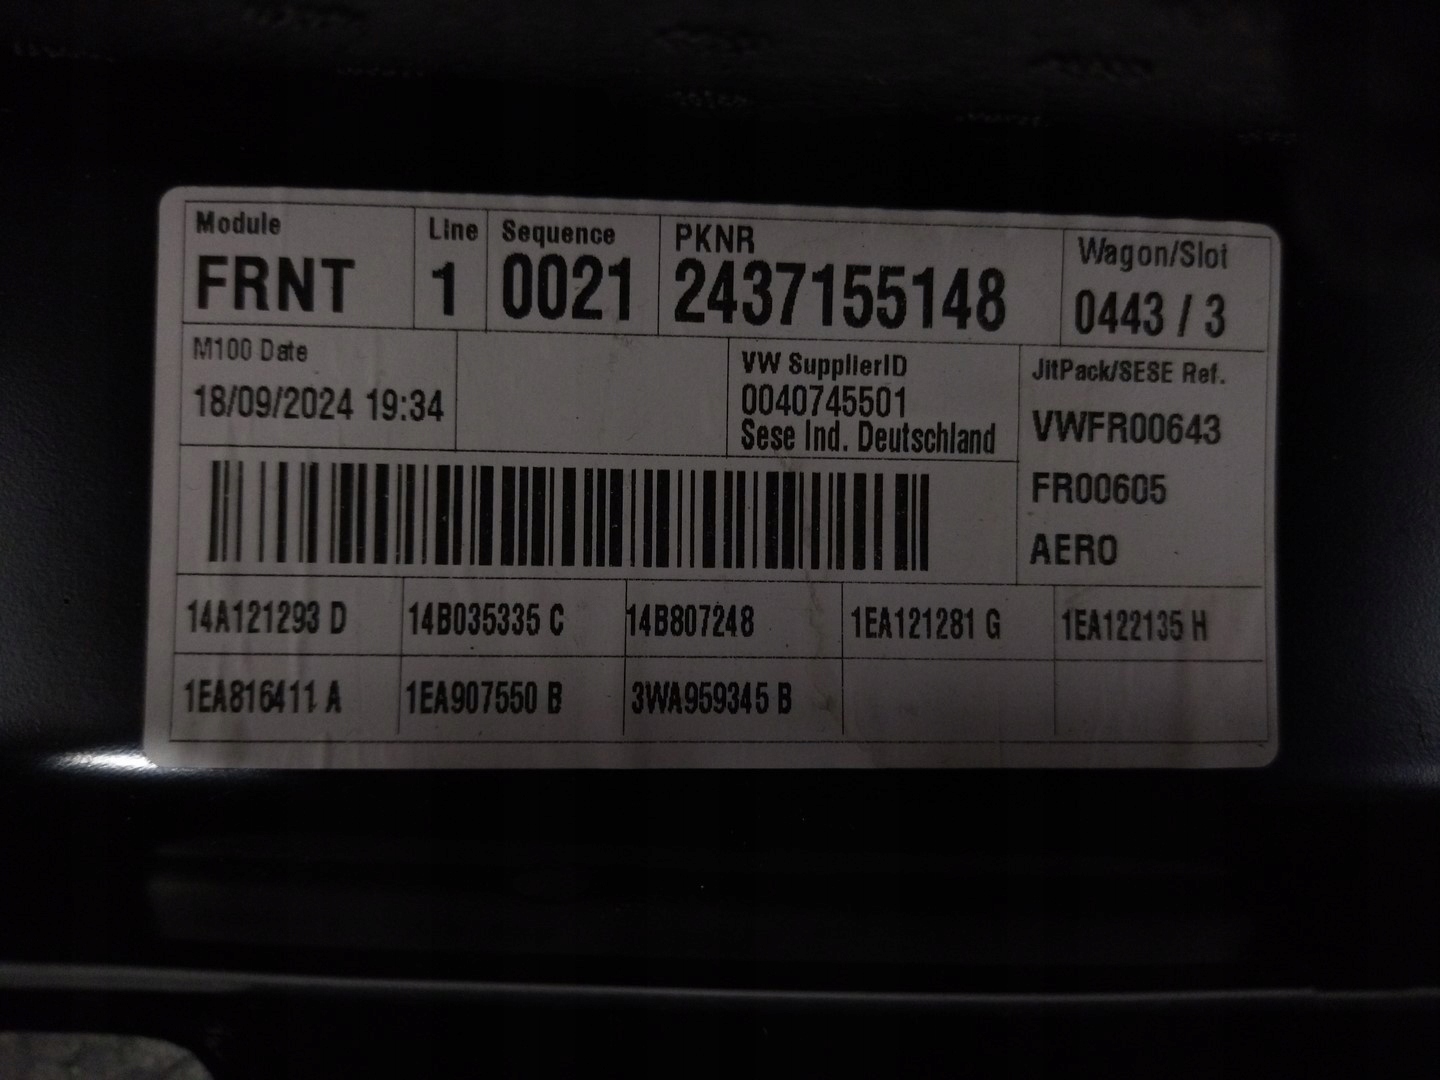 Module Line Sequence PKNR Wagon/Slot
FRNT 1 0021 2437155148 0443 / 3
M100 Date VW SupplierID JitPack/SESE Ref.
18/09/2024 19:34 0040745501 VWFR00643
Sese Ind. Deutschland
FR00605
AERO
14A121293 D 14B035335 C 14B807248 1EA121281 G 1EA122135 H
1EA816411 A 1EA907550 B 3WA959345 B